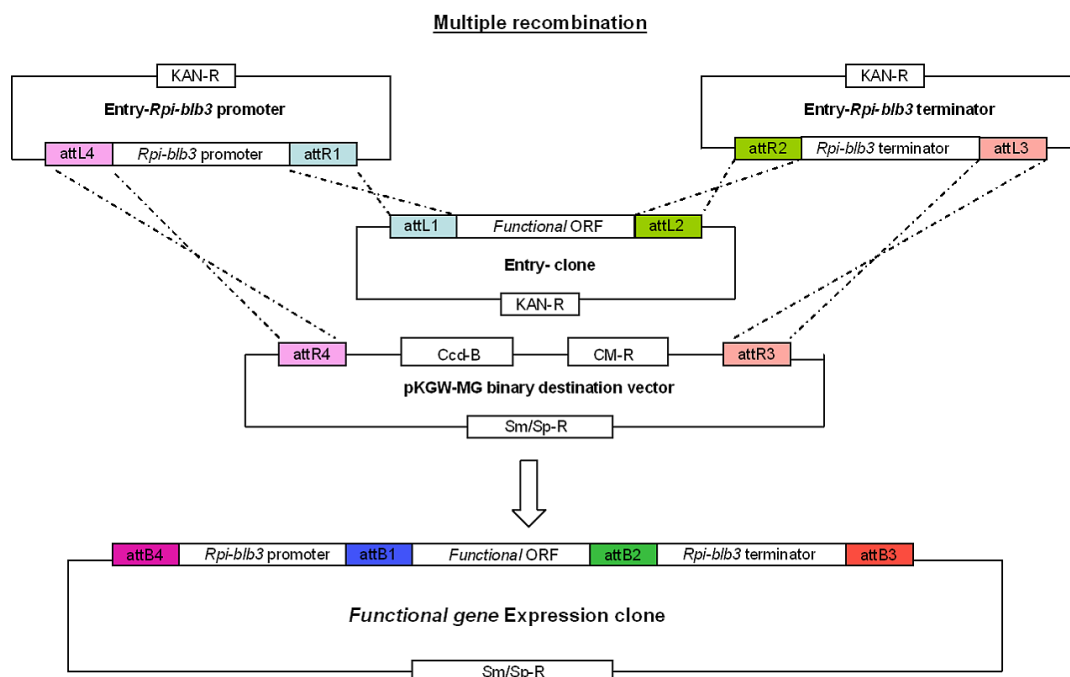 Multiple recombination
KAN-R
Entry-Rpi-blb3 promoter
attL4 Rpi-blb3 promoter attR1
KAN-R
Entry-Rpi-blb3 terminator
attR2 Rpi-blb3 terminator attL3
attL1 Functional ORF attL2
Entry- clone
KAN-R
attR4 Ccd-B CM-R attR3
pKGW-MG binary destination vector
Sm/Sp-R
attB4 Rpi-blb3 promoter attB1 Functional ORF attB2 Rpi-blb3 terminator attB3
Functional gene Expression clone
Sm/Sp-R